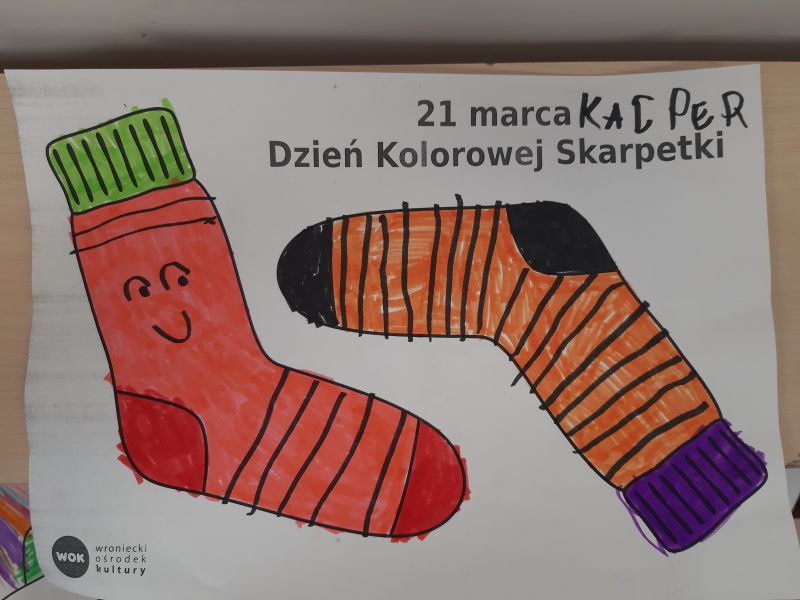 21 marca KACPER
Dzień Kolorowej Skarpetki
WOK
wroniecki
ośrodek
kultury